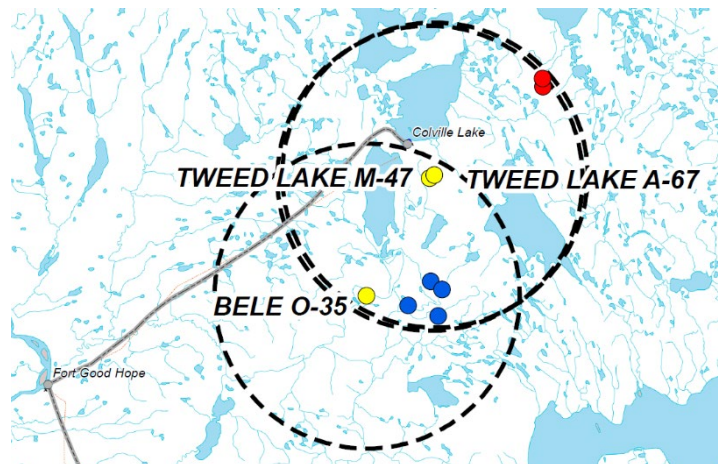 Colville Lake
TWEED LAKE M-47
TWEED LAKE A-67
BELE O-35
Fort Good Hope